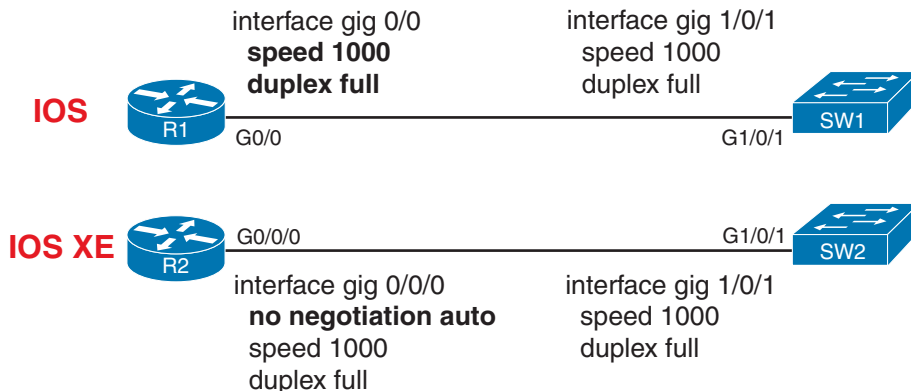 interface gig 0/0
speed 1000
duplex full
interface gig 1/0/1
speed 1000
duplex full
IOS
R1
G0/0
G1/0/1
SW1
IOS XE
R2
G0/0/0
G1/0/1
SW2
interface gig 0/0/0
no negotiation auto
speed 1000
duplex full
interface gig 1/0/1
speed 1000
duplex full